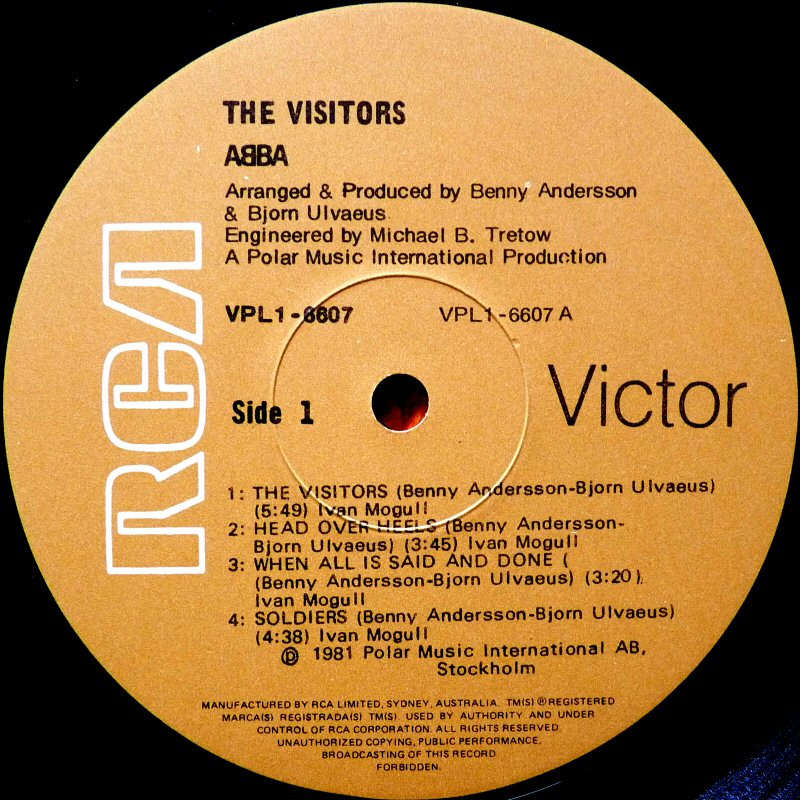 THE VISITORS
ABBA
Arranged & Produced by Benny Andersson
& Bjorn Ulvaeus
Engineered by Michael B. Tretow
A Polar Music International Production
VPL1-6607 VPL1-6607 A
RCA
Side 1
Victor
1: THE VISITORS (Benny Andersson-Bjorn Ulvaeus)
(5:49) Ivan Mogull
2: HEAD OVER HEELS (Benny Andersson-
Bjorn Ulvaeus) (3:45) Ivan Mogull
3: WHEN ALL IS SAID AND DONE (
(Benny Andersson-Bjorn Ulvaeus) (3:20).
Ivan Mogull
4: SOLDIERS (Benny Andersson-Bjorn Ulvaeus)
(4:38) Ivan Mogull
℗ 1981 Polar Music International AB,
Stockholm
MANUFACTURED BY RCA LIMITED, SYDNEY, AUSTRALIA. TM(S) ® REGISTERED
MARCA(S) REGISTRADA(S) TM(S). USED BY AUTHORITY AND UNDER
CONTROL OF RCA CORPORATION. ALL RIGHTS RESERVED
UNAUTHORIZED COPYING, PUBLIC PERFORMANCE,
BROADCASTING OF THIS RECORD
FORBIDDEN.